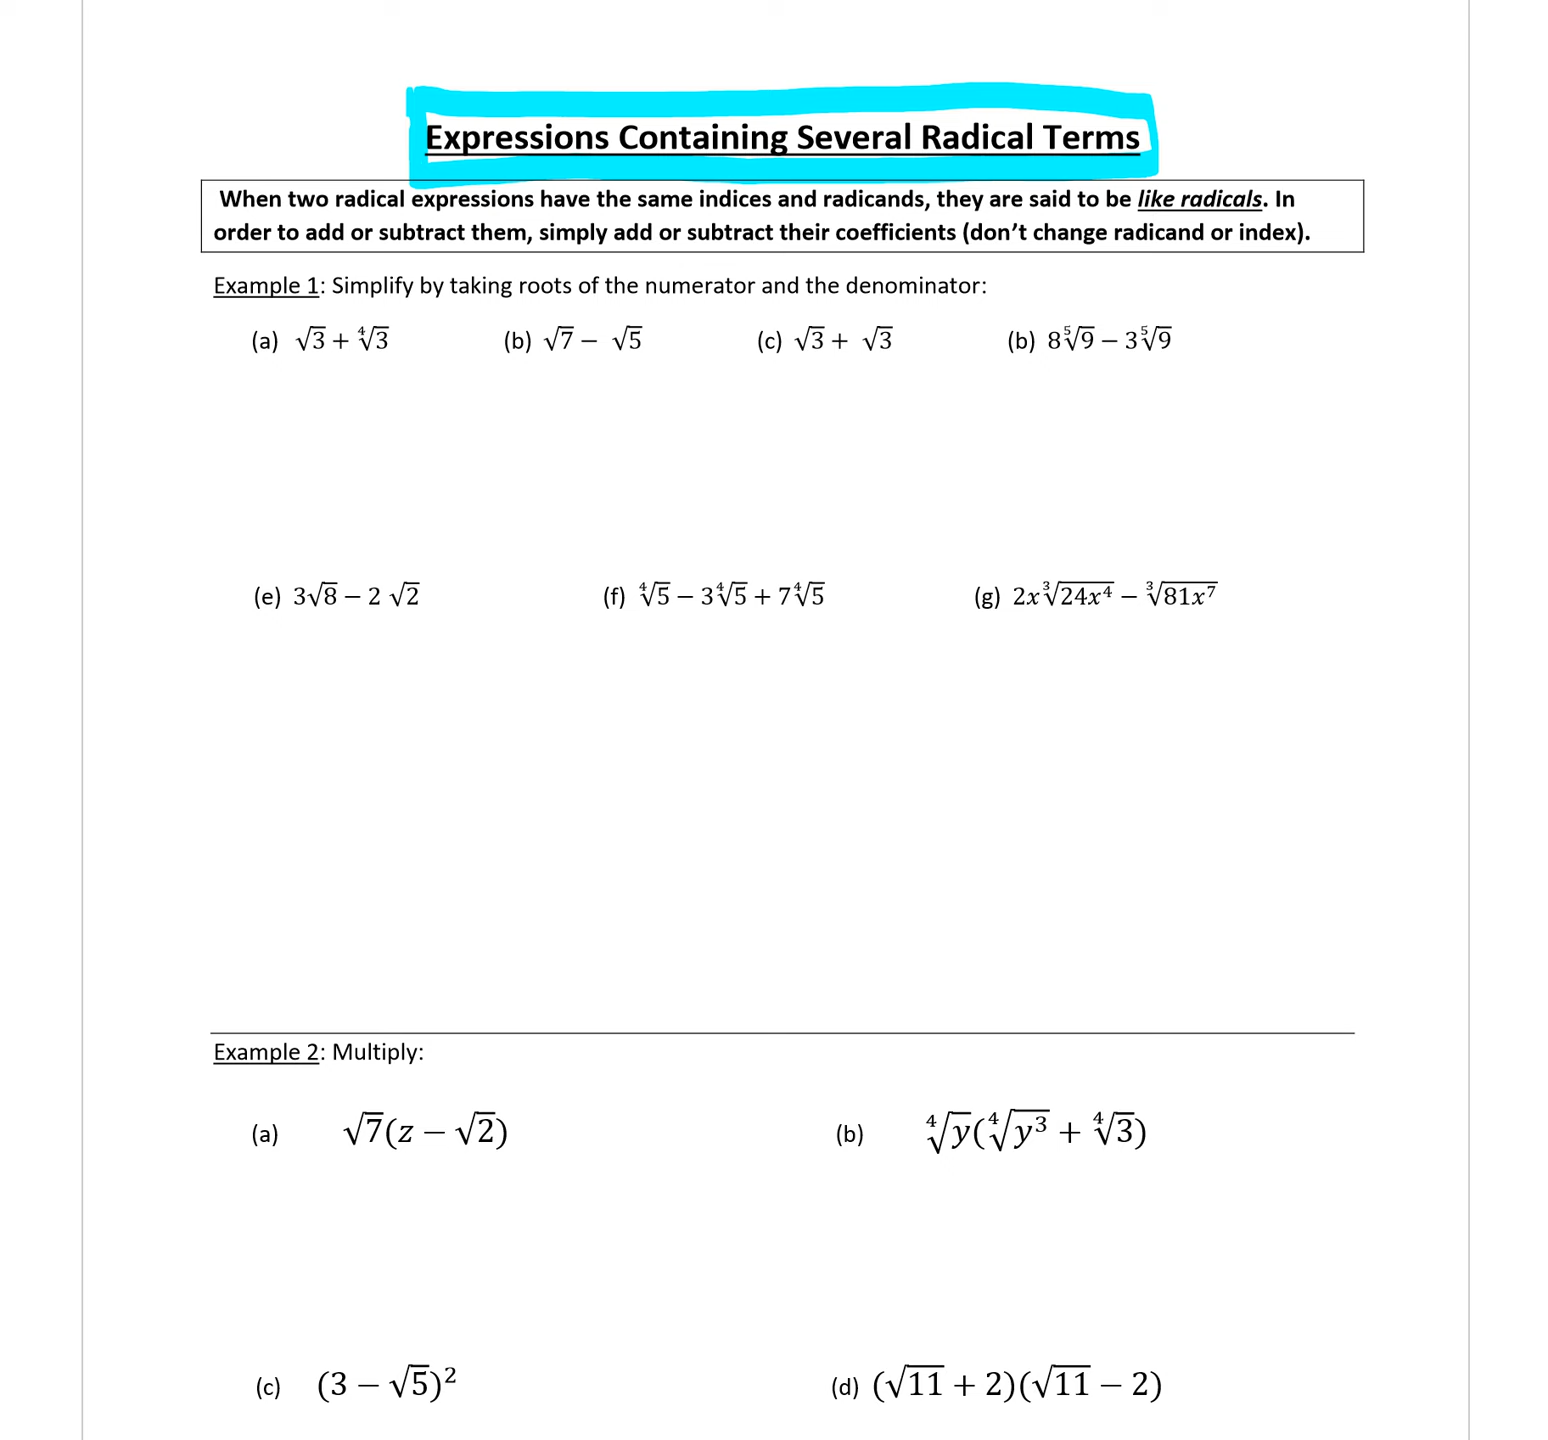 Expressions Containing Several Radical Terms
When two radical expressions have the same indices and radicands, they are said to be like radicals. In
order to add or subtract them, simply add or subtract their coefficients (don’t change radicand or index).
Example 1: Simplify by taking roots of the numerator and the denominator:
(a) √3 + ∜3 (b) √7 − √5 (c) √3 + √3 (b) 8⁵√9 − 3⁵√9
(e) 3√8 − 2 √2 (f) ∜5 − 3∜5 + 7∜5 (g) 2x∛24x⁴ − ∛81x⁷
Example 2: Multiply:
(a) √7(z − √2) (b) ∜y(∜y³ + ∜3)
(c) (3 − √5)² (d) (√11 + 2)(√11 − 2)